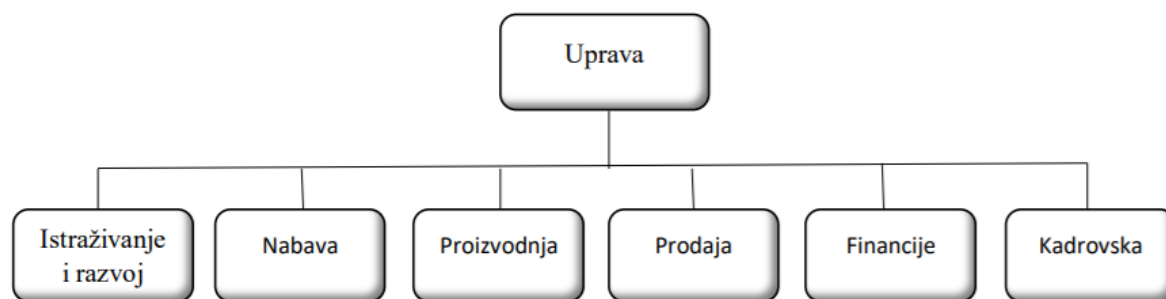 Uprava
Istraživanje
i razvoj
Nabava
Proizvodnja
Prodaja
Financije
Kadrovska